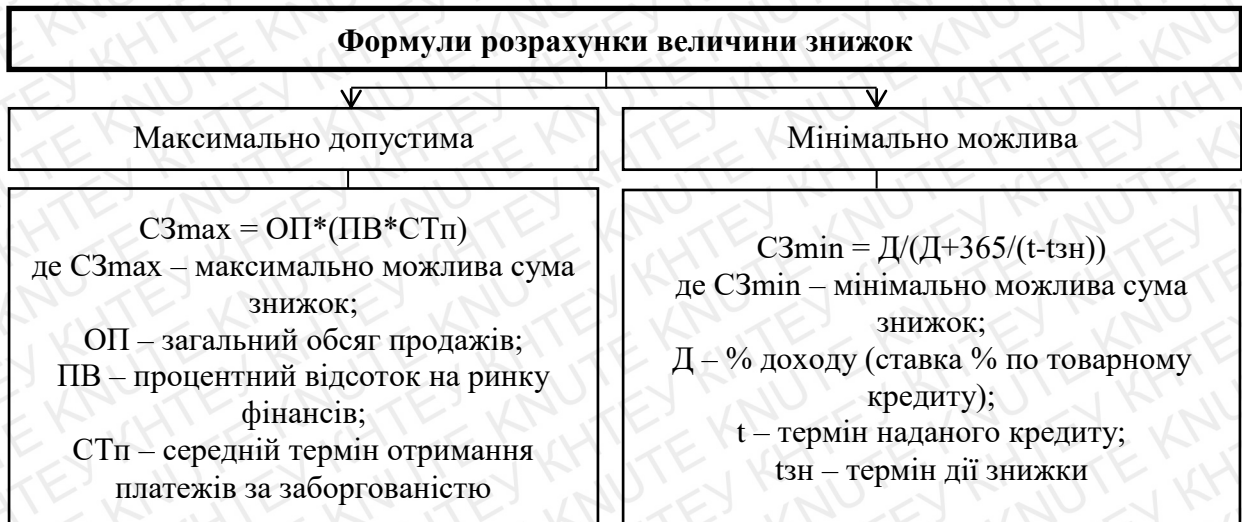 Формули розрахунки величини знижок
Максимально допустима
Мінімально можлива
СЗmax = ОП*(ПВ*СТп)
де СЗmax – максимально можлива сума
знижок;
ОП – загальний обсяг продажів;
ПВ – процентний відсоток на ринку
фінансів;
СТп – середній термін отримання
платежів за заборгованістю
СЗmin = Д/(Д+365/(t-tзн))
де СЗmin – мінімально можлива сума
знижок;
Д – % доходу (ставка % по товарному
кредиту);
t – термін наданого кредиту;
tзн – термін дії знижки